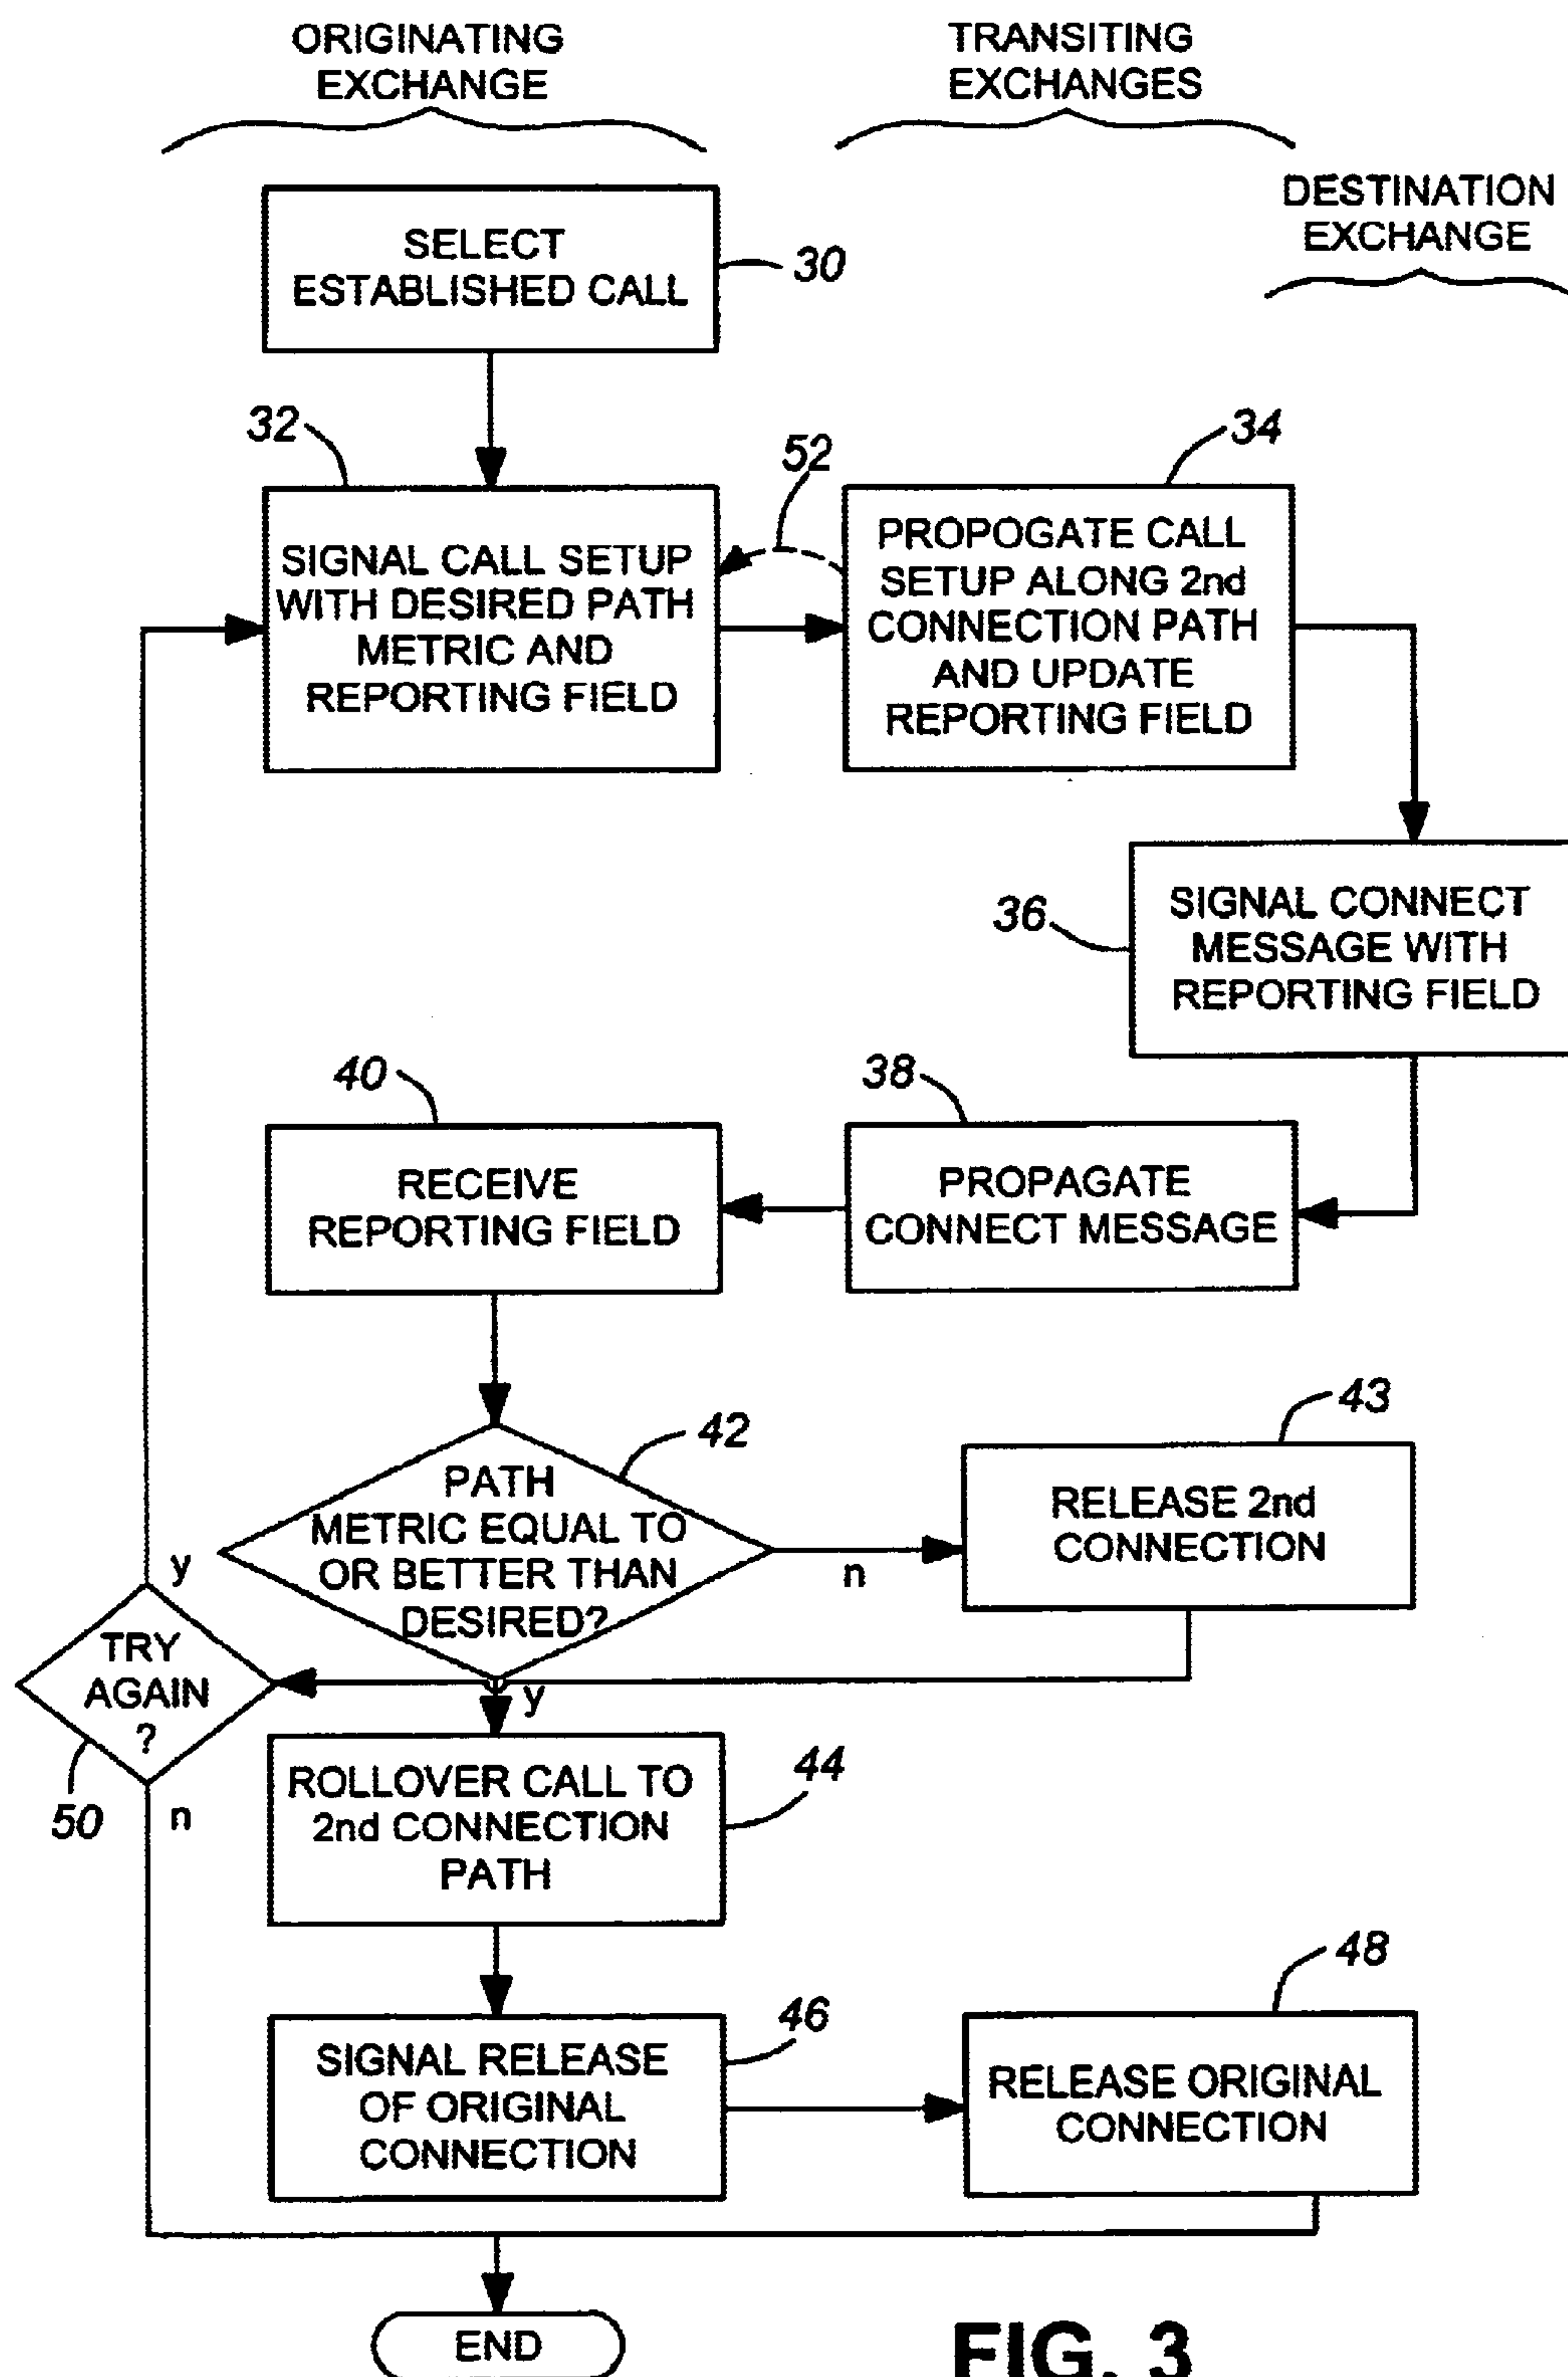 ORIGINATING
EXCHANGE
TRANSITING
EXCHANGES
DESTINATION
EXCHANGE
SELECT
ESTABLISHED CALL
30
32
52
34
SIGNAL CALL SETUP
WITH DESIRED PATH
METRIC AND
REPORTING FIELD
PROPOGATE CALL
SETUP ALONG 2nd
CONNECTION PATH
AND UPDATE
REPORTING FIELD
36
SIGNAL CONNECT
MESSAGE WITH
REPORTING FIELD
40
38
RECEIVE
REPORTING FIELD
PROPAGATE
CONNECT MESSAGE
42
43
PATH
METRIC EQUAL TO
OR BETTER THAN
DESIRED?
n
RELEASE 2nd
CONNECTION
y
TRY
AGAIN
?
50
n
y
ROLLOVER CALL TO
2nd CONNECTION
PATH
44
46
48
SIGNAL RELEASE
OF ORIGINAL
CONNECTION
RELEASE ORIGINAL
CONNECTION
END
FIG. 3